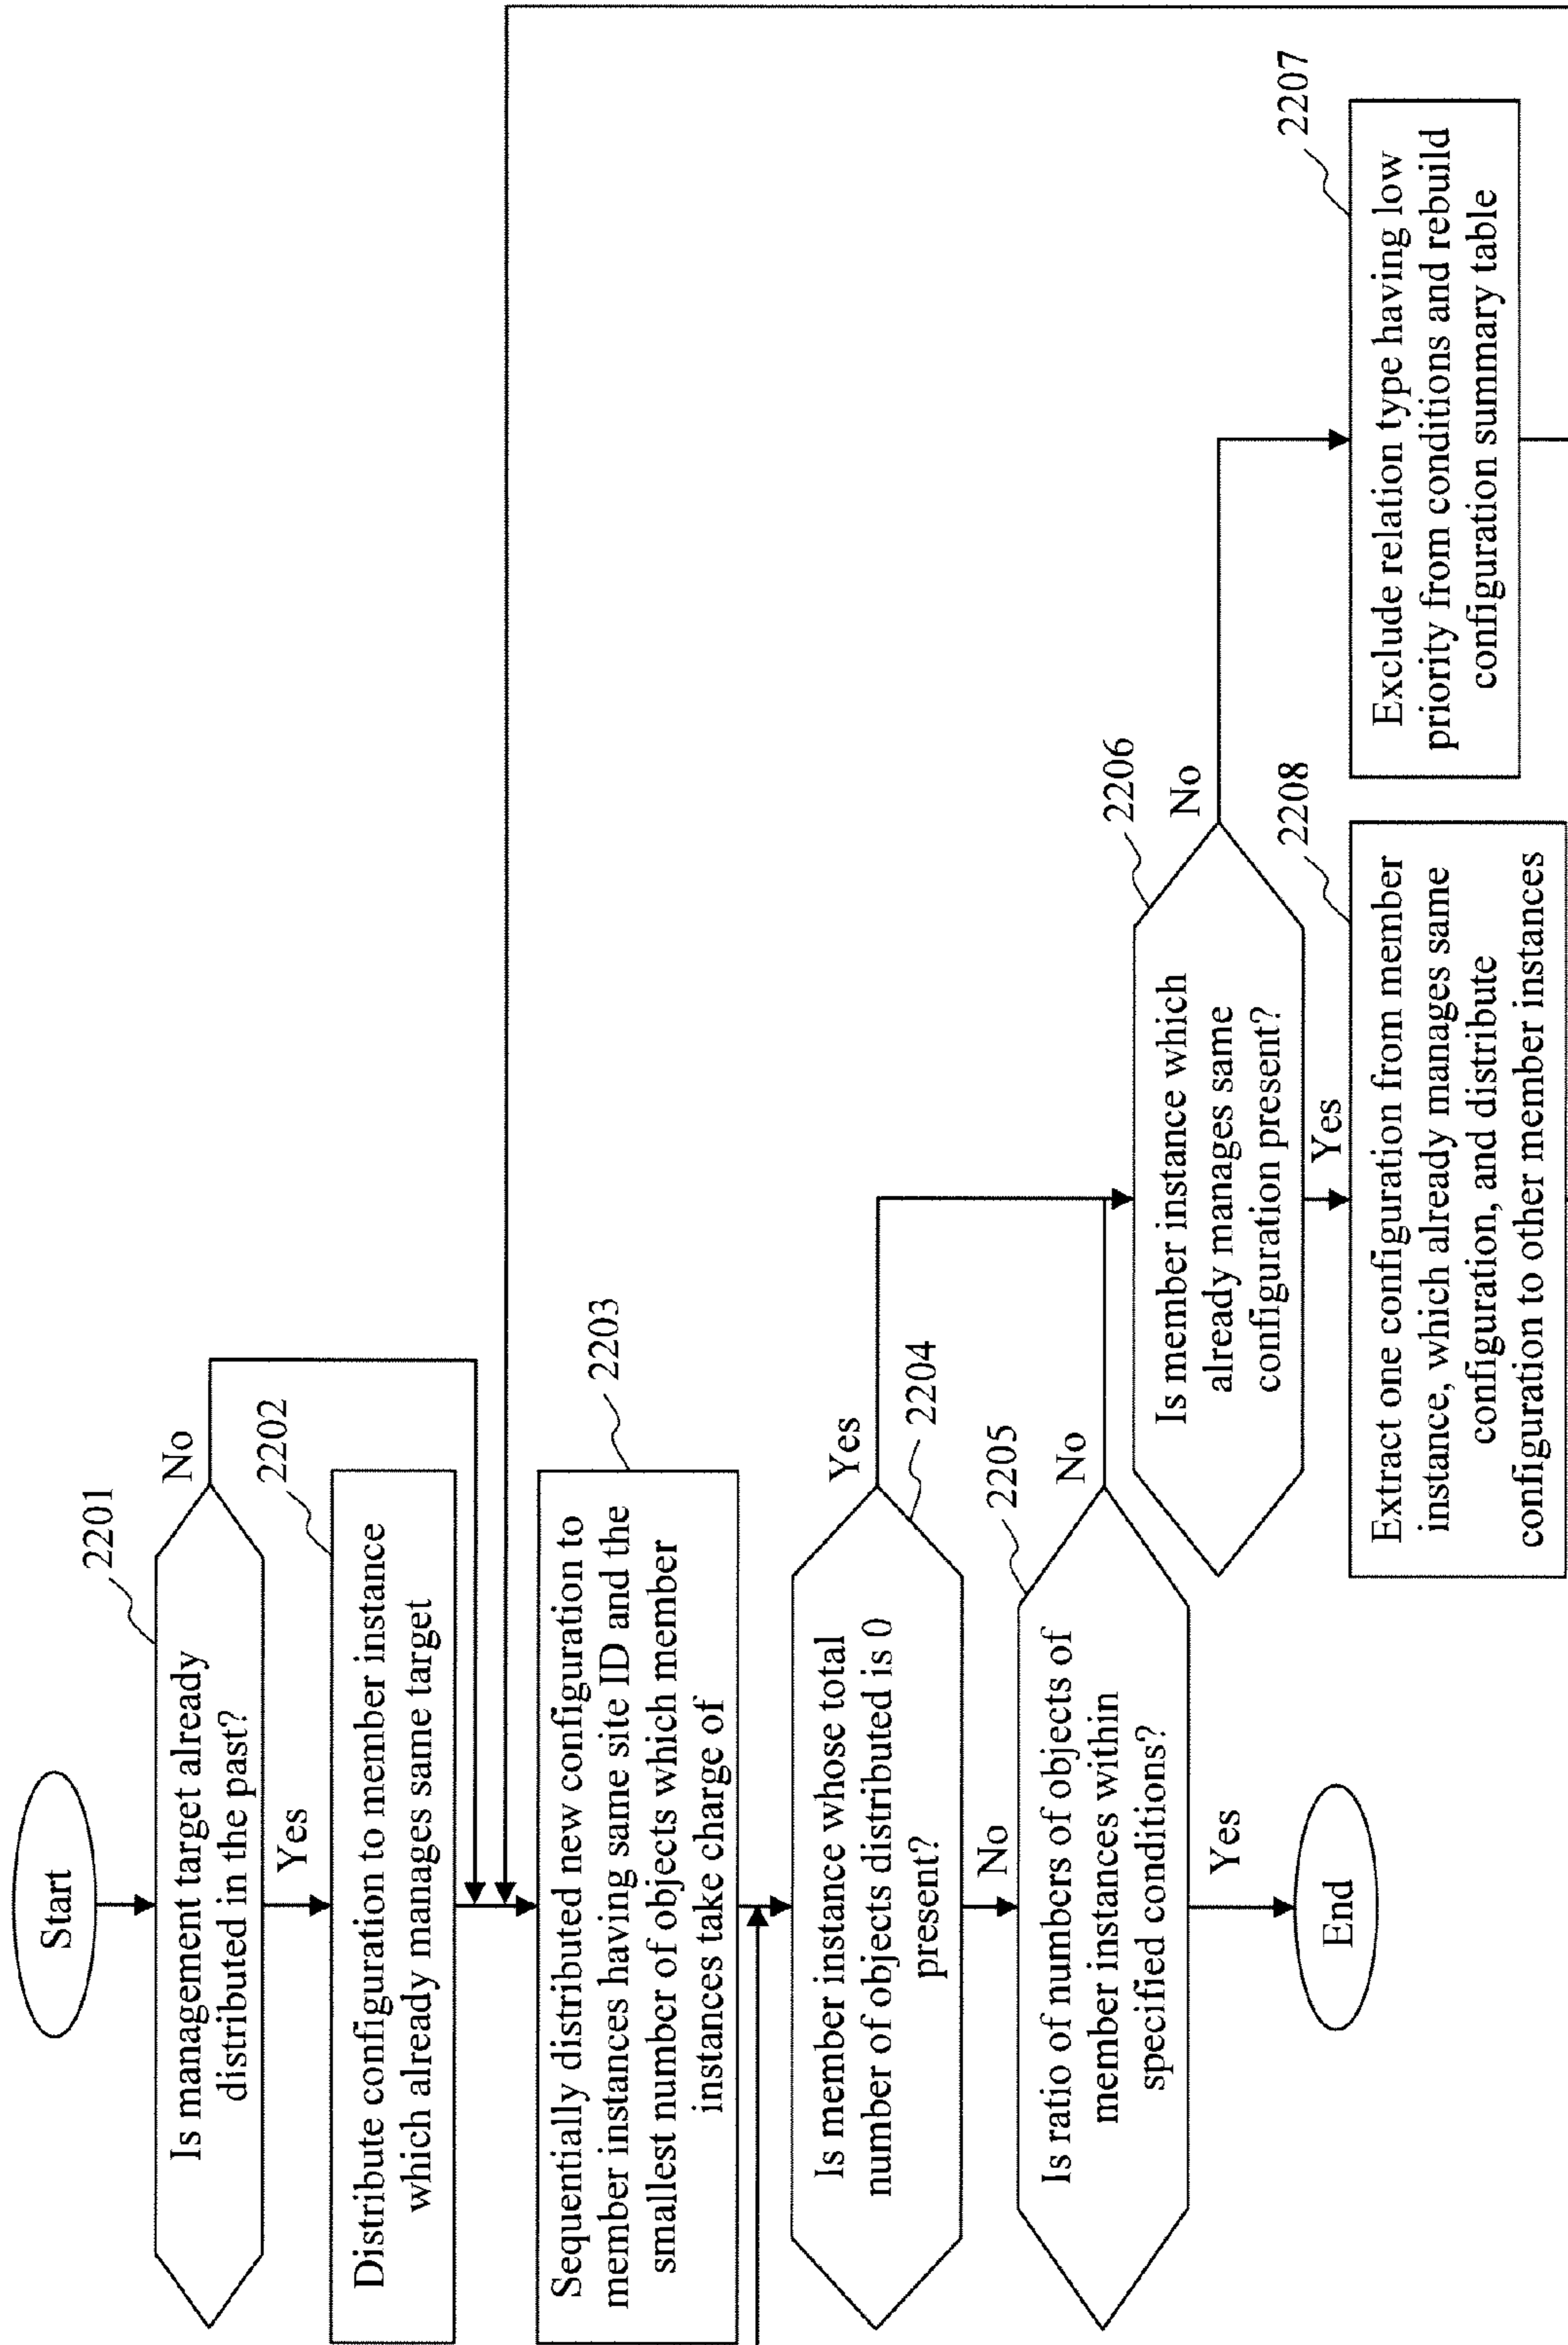 Start
2201
Is management target already
distributed in the past?
No
Yes
2202
Distribute configuration to member instance
which already manages same target
2203
Sequentially distributed new configuration to
member instances having same site ID and the
smallest number of objects which member
instances take charge of
Is member instance whose total
number of objects distributed is 0
present?
Yes
2204
No
2205
Is ratio of numbers of objects of
member instances within
specified conditions?
No
Yes
End
2206
Is member instance which
already manages same
configuration present?
No
Yes
2208
Extract one configuration from member
instance, which already manages same
configuration, and distribute
configuration to other member instances
2207
Exclude relation type having low
priority from conditions and rebuild
configuration summary table